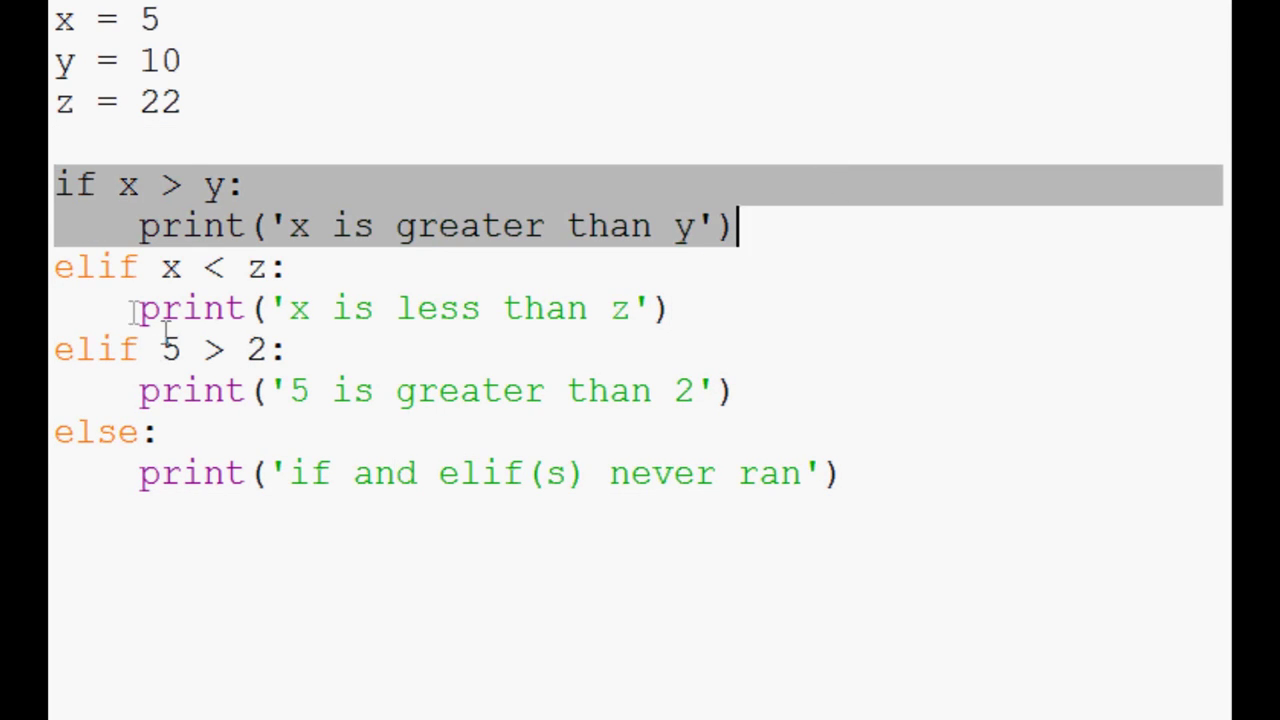 x = 5
y = 10
z = 22
if x > y:
    print('x is greater than y')
elif x < z:
    print('x is less than z')
elif 5 > 2:
    print('5 is greater than 2')
else:
    print('if and elif(s) never ran')